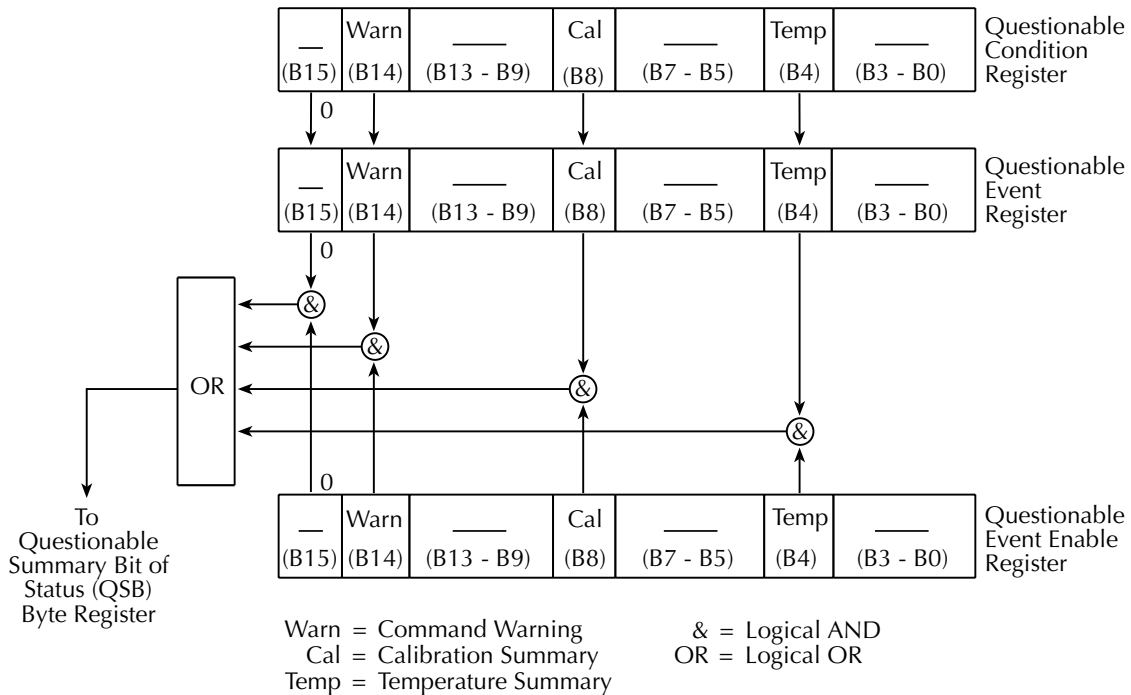 Warn Cal Temp
(B15) (B14) (B13 - B9) (B8) (B7 - B5) (B4) (B3 - B0)
Questionable
Condition
Register
0
Warn Cal Temp
(B15) (B14) (B13 - B9) (B8) (B7 - B5) (B4) (B3 - B0)
Questionable
Event
Register
0
&
&
&
&
OR
0
To
Questionable
Summary Bit of
Status (QSB)
Byte Register
Warn Cal Temp
(B15) (B14) (B13 - B9) (B8) (B7 - B5) (B4) (B3 - B0)
Questionable
Event Enable
Register
Warn = Command Warning
Cal = Calibration Summary
Temp = Temperature Summary
& = Logical AND
OR = Logical OR